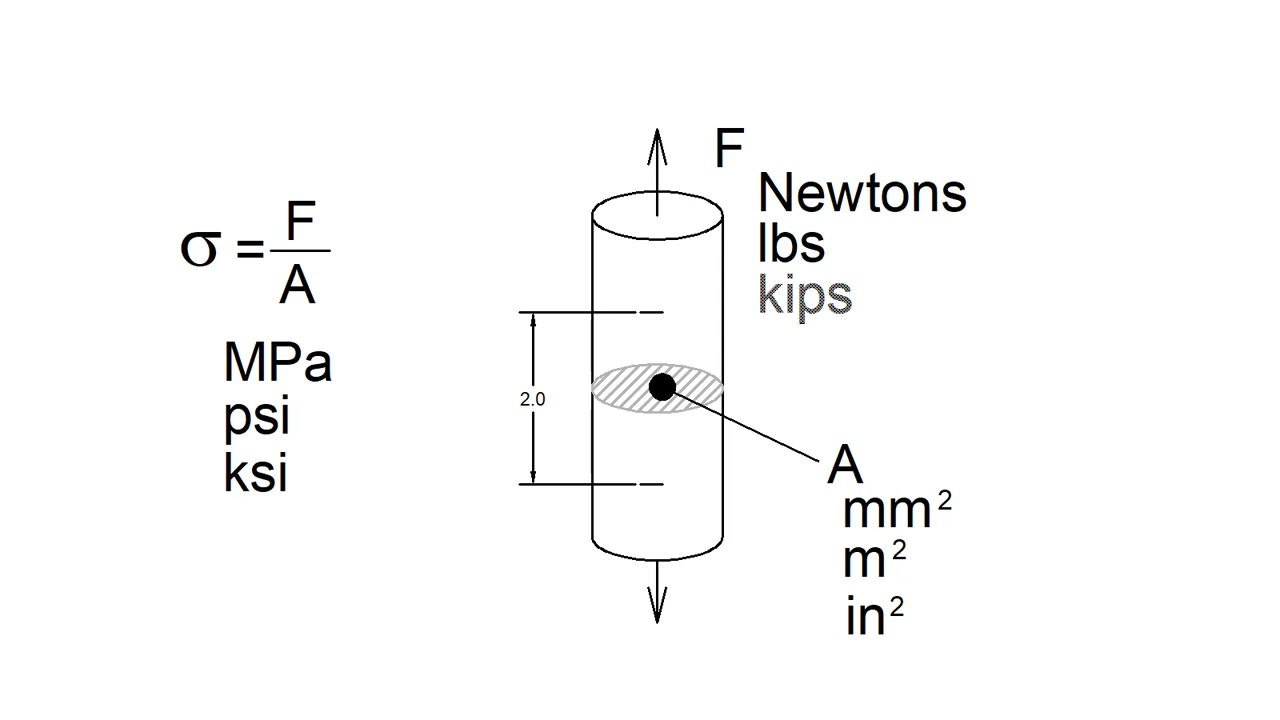 σ = F
A
MPa
psi
ksi
F
Newtons
lbs
kips
2.0
A
mm²
m²
in²